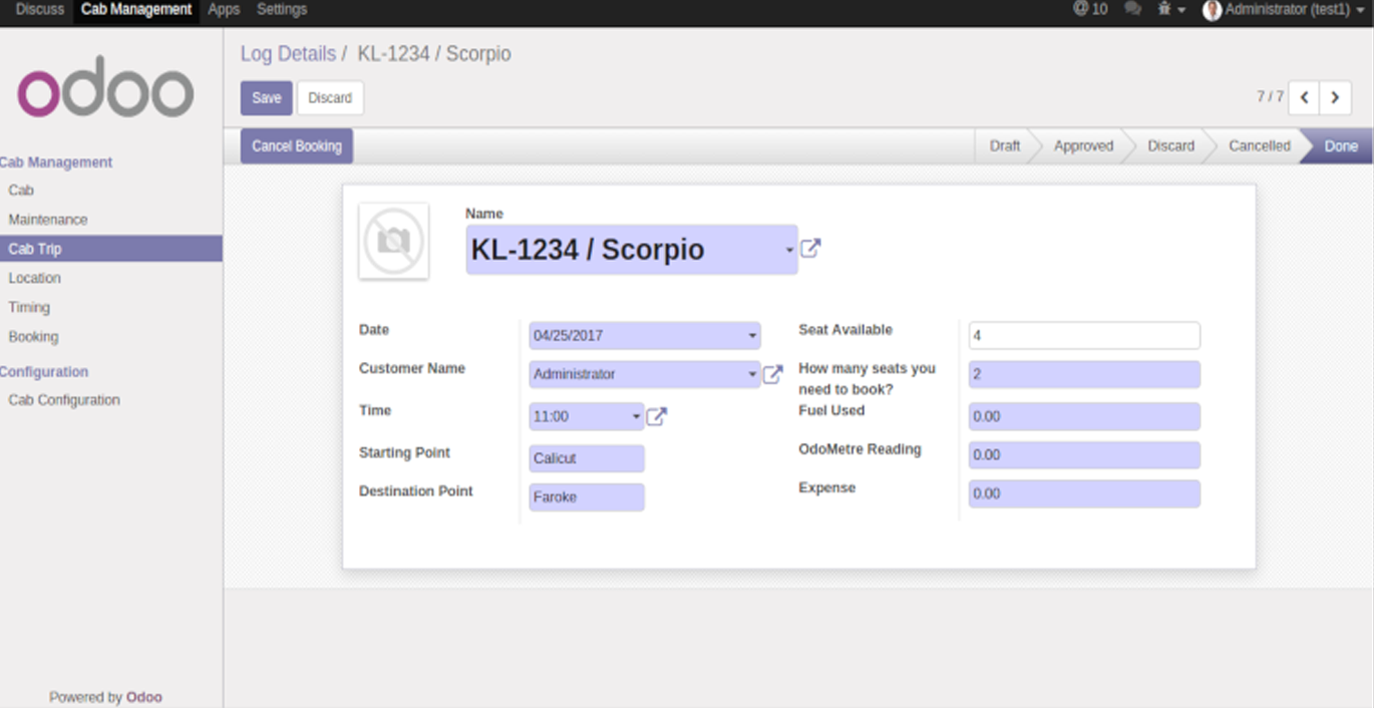 Discuss Cab Management Apps Settings @ 10 Administrator (test1)
odoo
Log Details / KL-1234 / Scorpio
Save Discard 7 / 7
Cancel Booking Draft Approved Discard Cancelled Done
Cab Management
Cab
Maintenance
Cab Trip
Location
Timing
Booking
Configuration
Cab Configuration
Powered by Odoo
Name
KL-1234 / Scorpio
Date 04/25/2017
Customer Name Administrator
Time 11:00
Starting Point Calicut
Destination Point Faroke
Seat Available 4
How many seats you 2
need to book?
Fuel Used 0.00
OdoMetre Reading 0.00
Expense 0.00